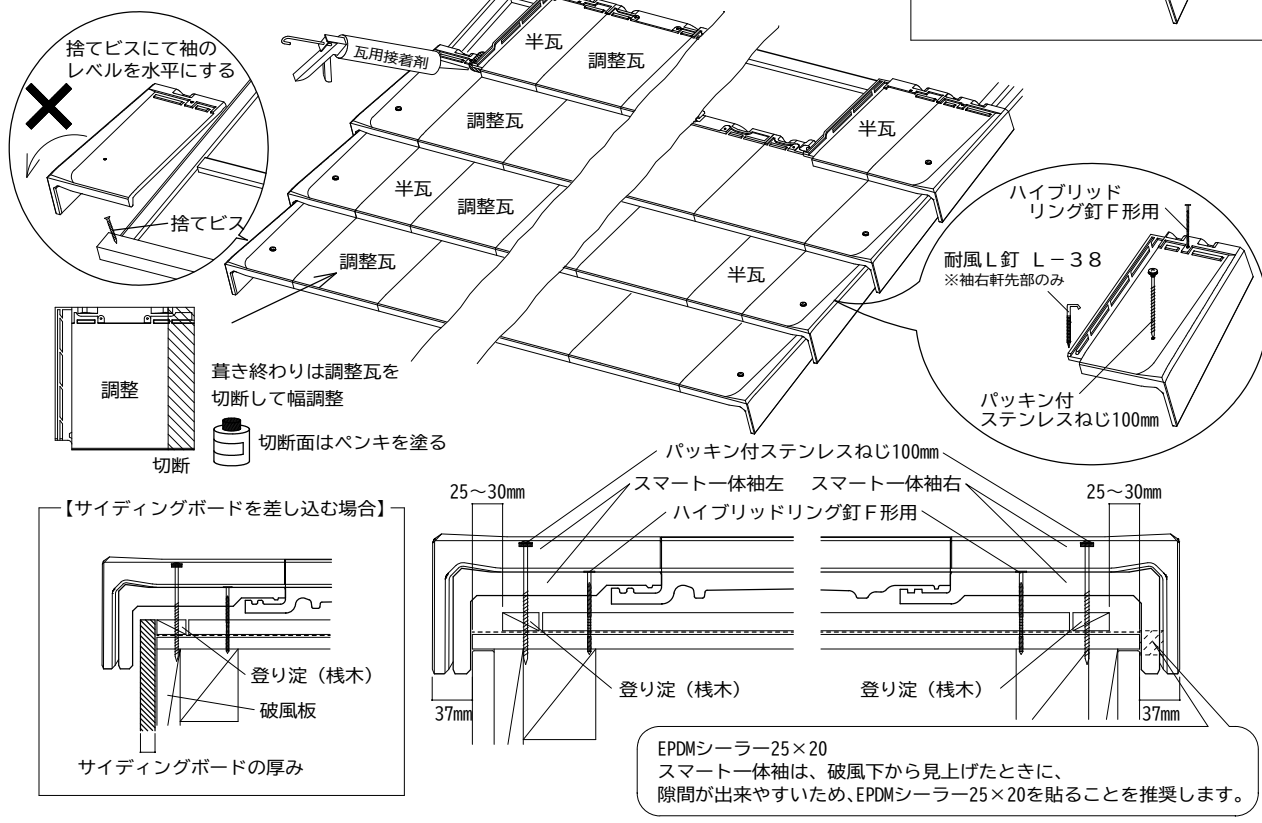 捨てビスにて袖の
レベルを水平にする
捨てビス
瓦用接着剤
半瓦
調整瓦
調整瓦
半瓦
調整瓦
調整瓦
半瓦
半瓦
ハイブリッド
リング釘F形用
耐風L釘 L-38
※袖右軒先部のみ
パッキン付
ステンレスねじ100mm
調整
切断
葺き終わりは調整瓦を
切断して幅調整
切断面はペンキを塗る
【サイディングボードを差し込む場合】
登り淀(桟木)
破風板
サイディングボードの厚み
パッキン付ステンレスねじ100mm
25~30mm
スマート一体袖左 スマート一体袖右
25~30mm
ハイブリッドリング釘F形用
登り淀(桟木)
登り淀(桟木)
37mm
37mm
EPDMシーラー25×20
スマート一体袖は、破風下から見上げたときに、
隙間が出来やすいため、EPDMシーラー25×20を貼ることを推奨します。